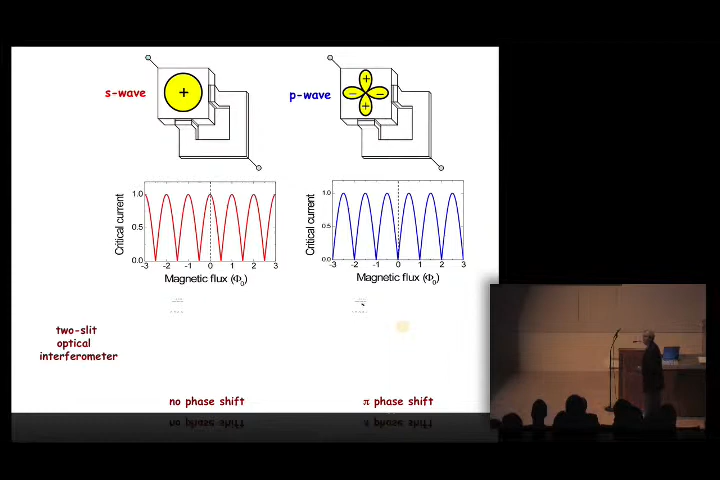 s-wave
+
p-wave
+
− −
+
Critical current
1.0
0.5
0.0
-3 -2 -1 0 1 2 3
Magnetic flux (Φ0)
Critical current
1.0
0.5
0.0
-3 -2 -1 0 1 2 3
Magnetic flux (Φ0)
two-slit
optical
interferometer
no phase shift
π phase shift